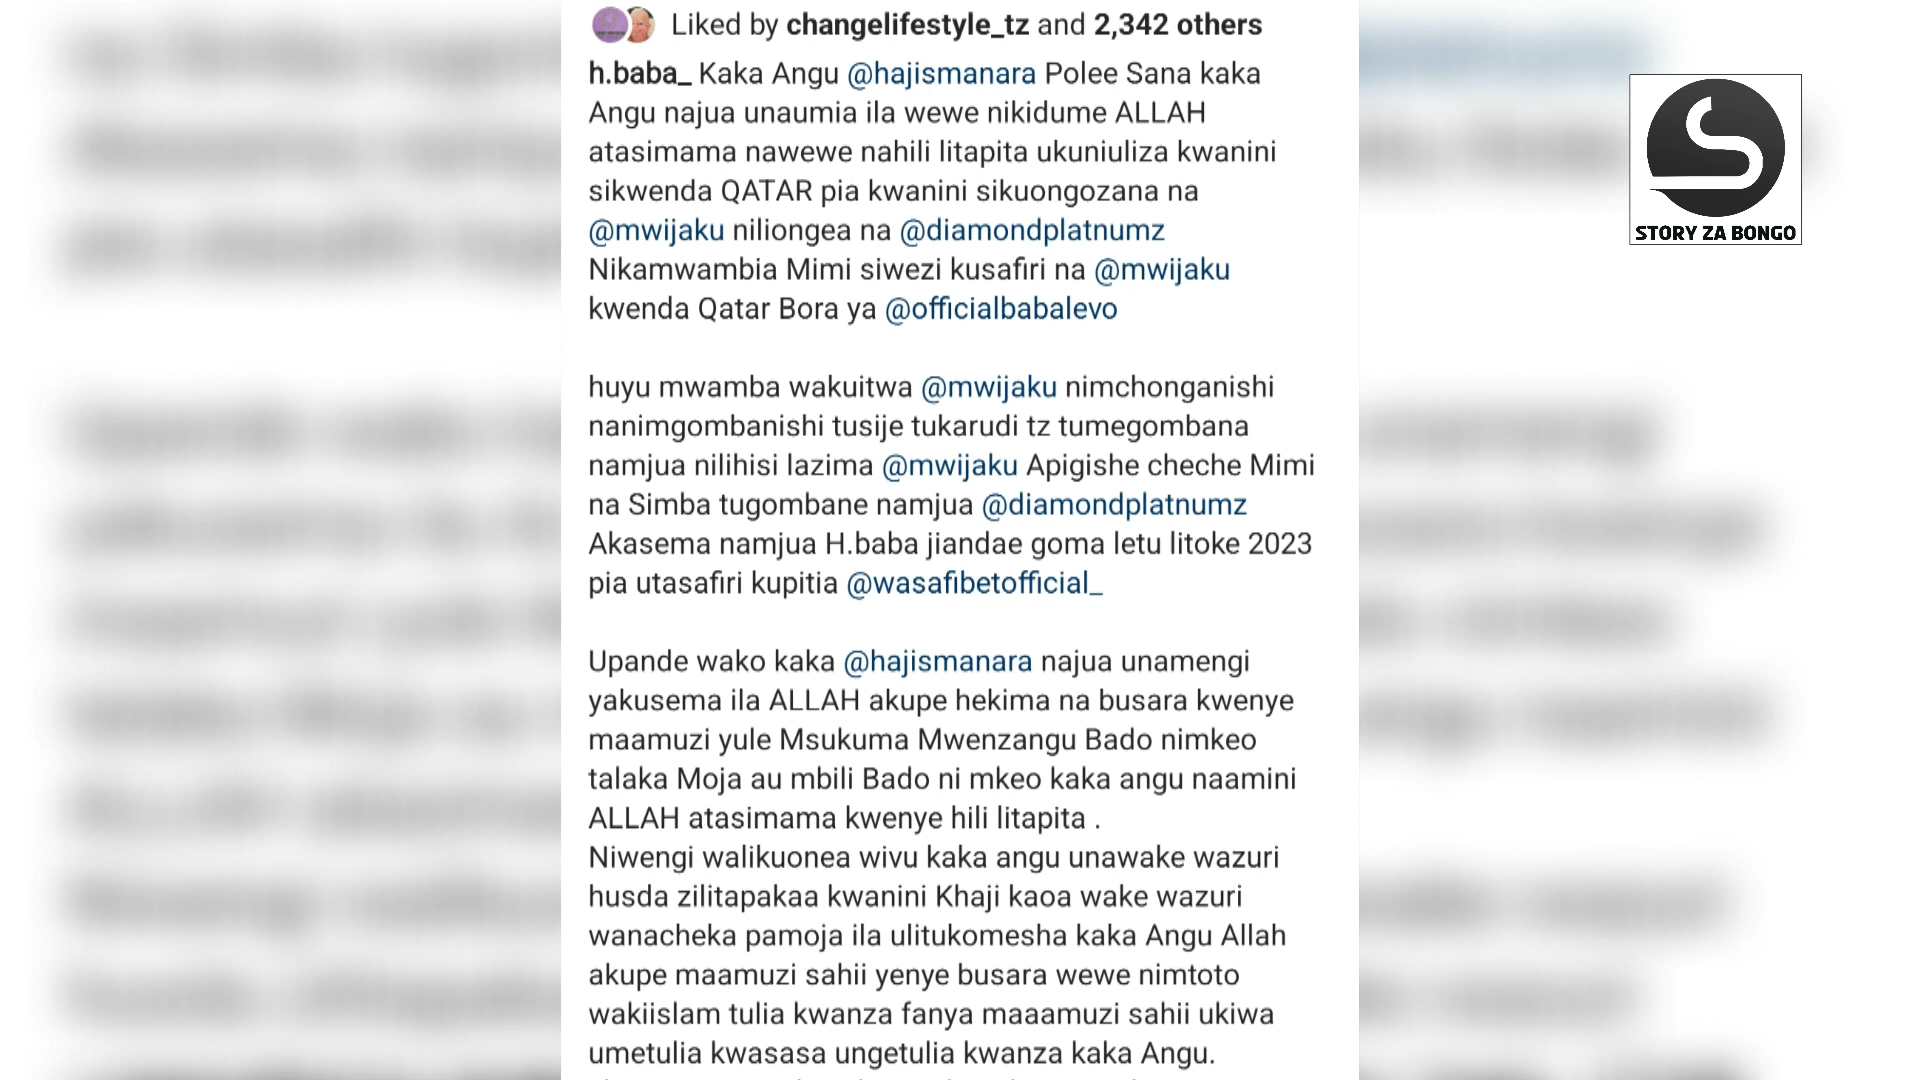 Liked by changelifestyle_tz and 2,342 others
h.baba_ Kaka Angu @hajismanara Polee Sana kaka
Angu najua unaumia ila wewe nikidume ALLAH
atasimama nawewe nahili litapita ukuniuliza kwanini
sikwenda QATAR pia kwanini sikuongozana na
@mwijaku niliongea na @diamondplatnumz
Nikamwambia Mimi siwezi kusafiri na @mwijaku
kwenda Qatar Bora ya @officialbabalevo
huyu mwamba wakuitwa @mwijaku nimchonganishi
nanimgombanishi tusije tukarudi tz tumegombana
namjua nilihisi lazima @mwijaku Apigishe cheche Mimi
na Simba tugombane namjua @diamondplatnumz
Akasema namjua H.baba jiandae goma letu litoke 2023
pia utasafiri kupitia @wasafibetofficial_
Upande wako kaka @hajismanara najua unamengi
yakusema ila ALLAH akupe hekima na busara kwenye
maamuzi yule Msukuma Mwenzangu Bado nimkeo
talaka Moja au mbili Bado ni mkeo kaka angu naamini
ALLAH atasimama kwenye hili litapita .
Niwengi walikuonea wivu kaka angu unawake wazuri
husda zilitapakaa kwanini Khaji kaoa wake wazuri
wanacheka pamoja ila ulitukomesha kaka Angu Allah
akupe maamuzi sahii yenye busara wewe nimtoto
wakiislam tulia kwanza fanya maaamuzi sahii ukiwa
umetulia kwasasa ungetulia kwanza kaka Angu.
STORY ZA BONGO